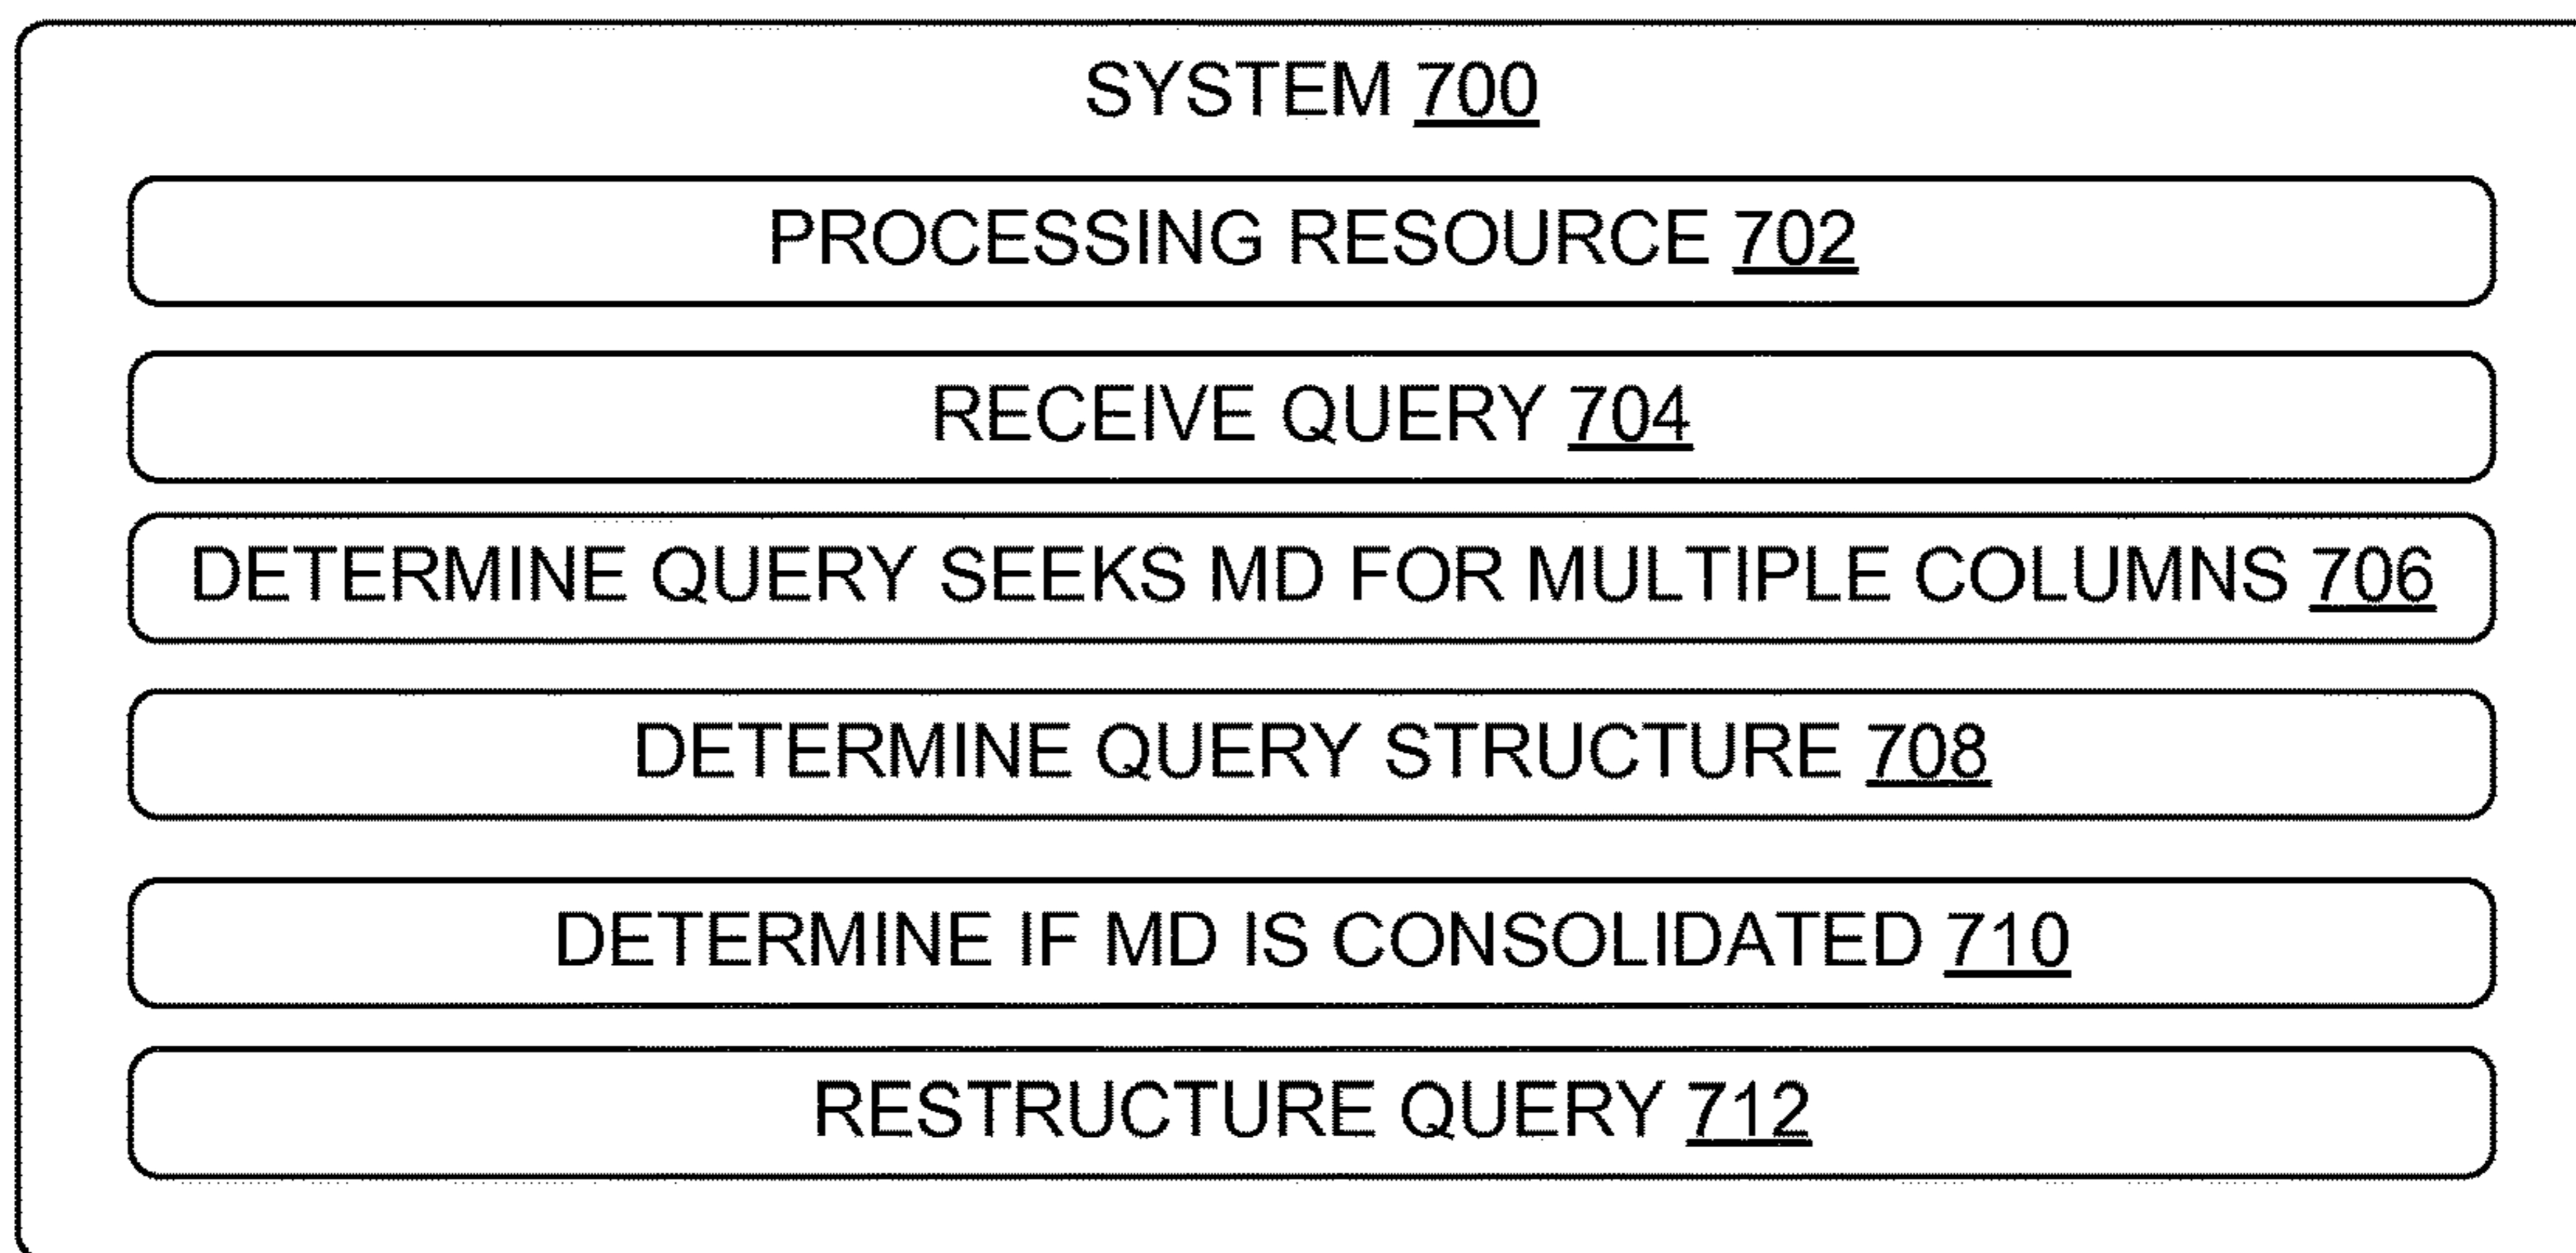 SYSTEM 700
PROCESSING RESOURCE 702
RECEIVE QUERY 704
DETERMINE QUERY SEEKS MD FOR MULTIPLE COLUMNS 706
DETERMINE QUERY STRUCTURE 708
DETERMINE IF MD IS CONSOLIDATED 710
RESTRUCTURE QUERY 712